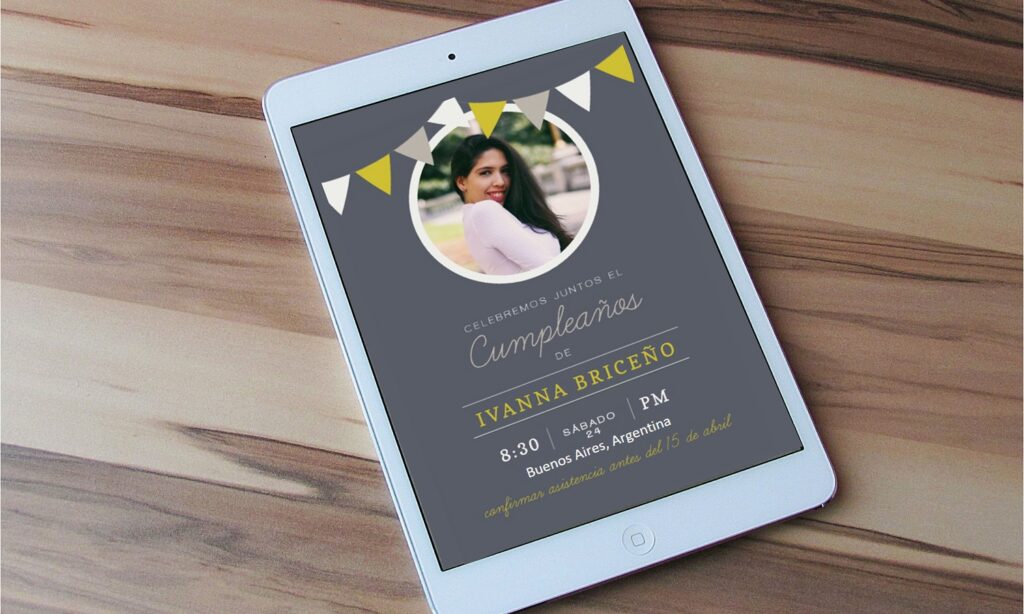 CELEBREMOS JUNTOS EL
Cumpleaños
DE
IVANNA BRICEÑO
8:30 SÁBADO 24 PM
Buenos Aires, Argentina
confirmar asistencia antes del 15 de abril